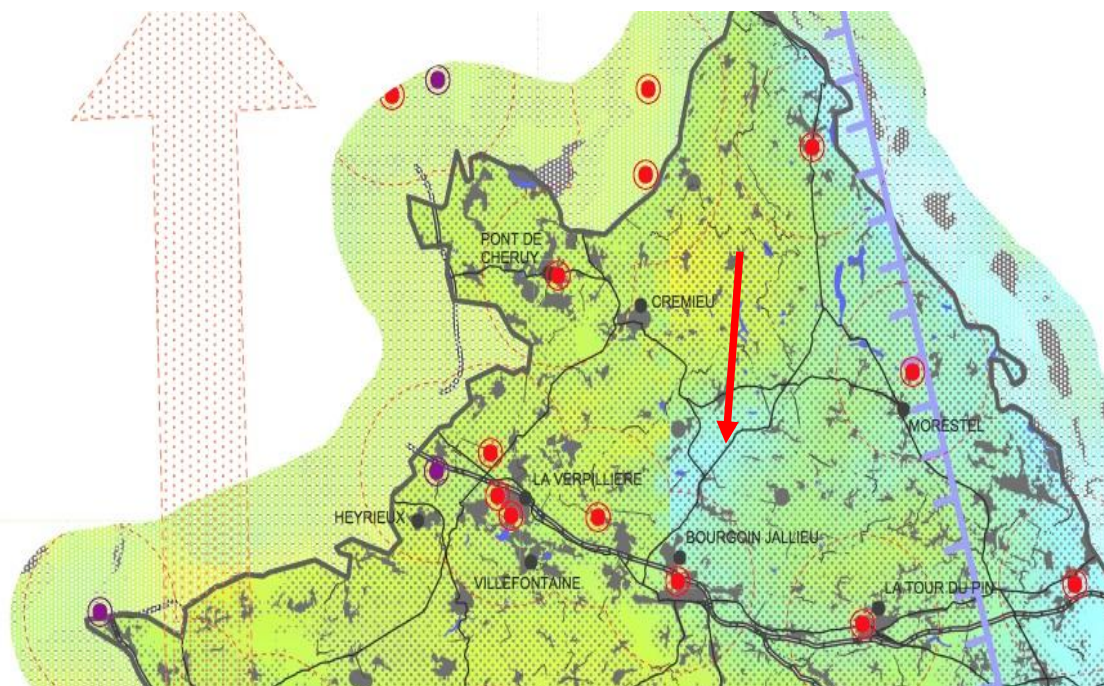 PONT DE
CHERUY
CREMIEU
MORESTEL
LA VERPILLIERE
HEYRIEUX
BOURGOIN JALLIEU
VILLEFONTAINE
LA TOUR DU PIN